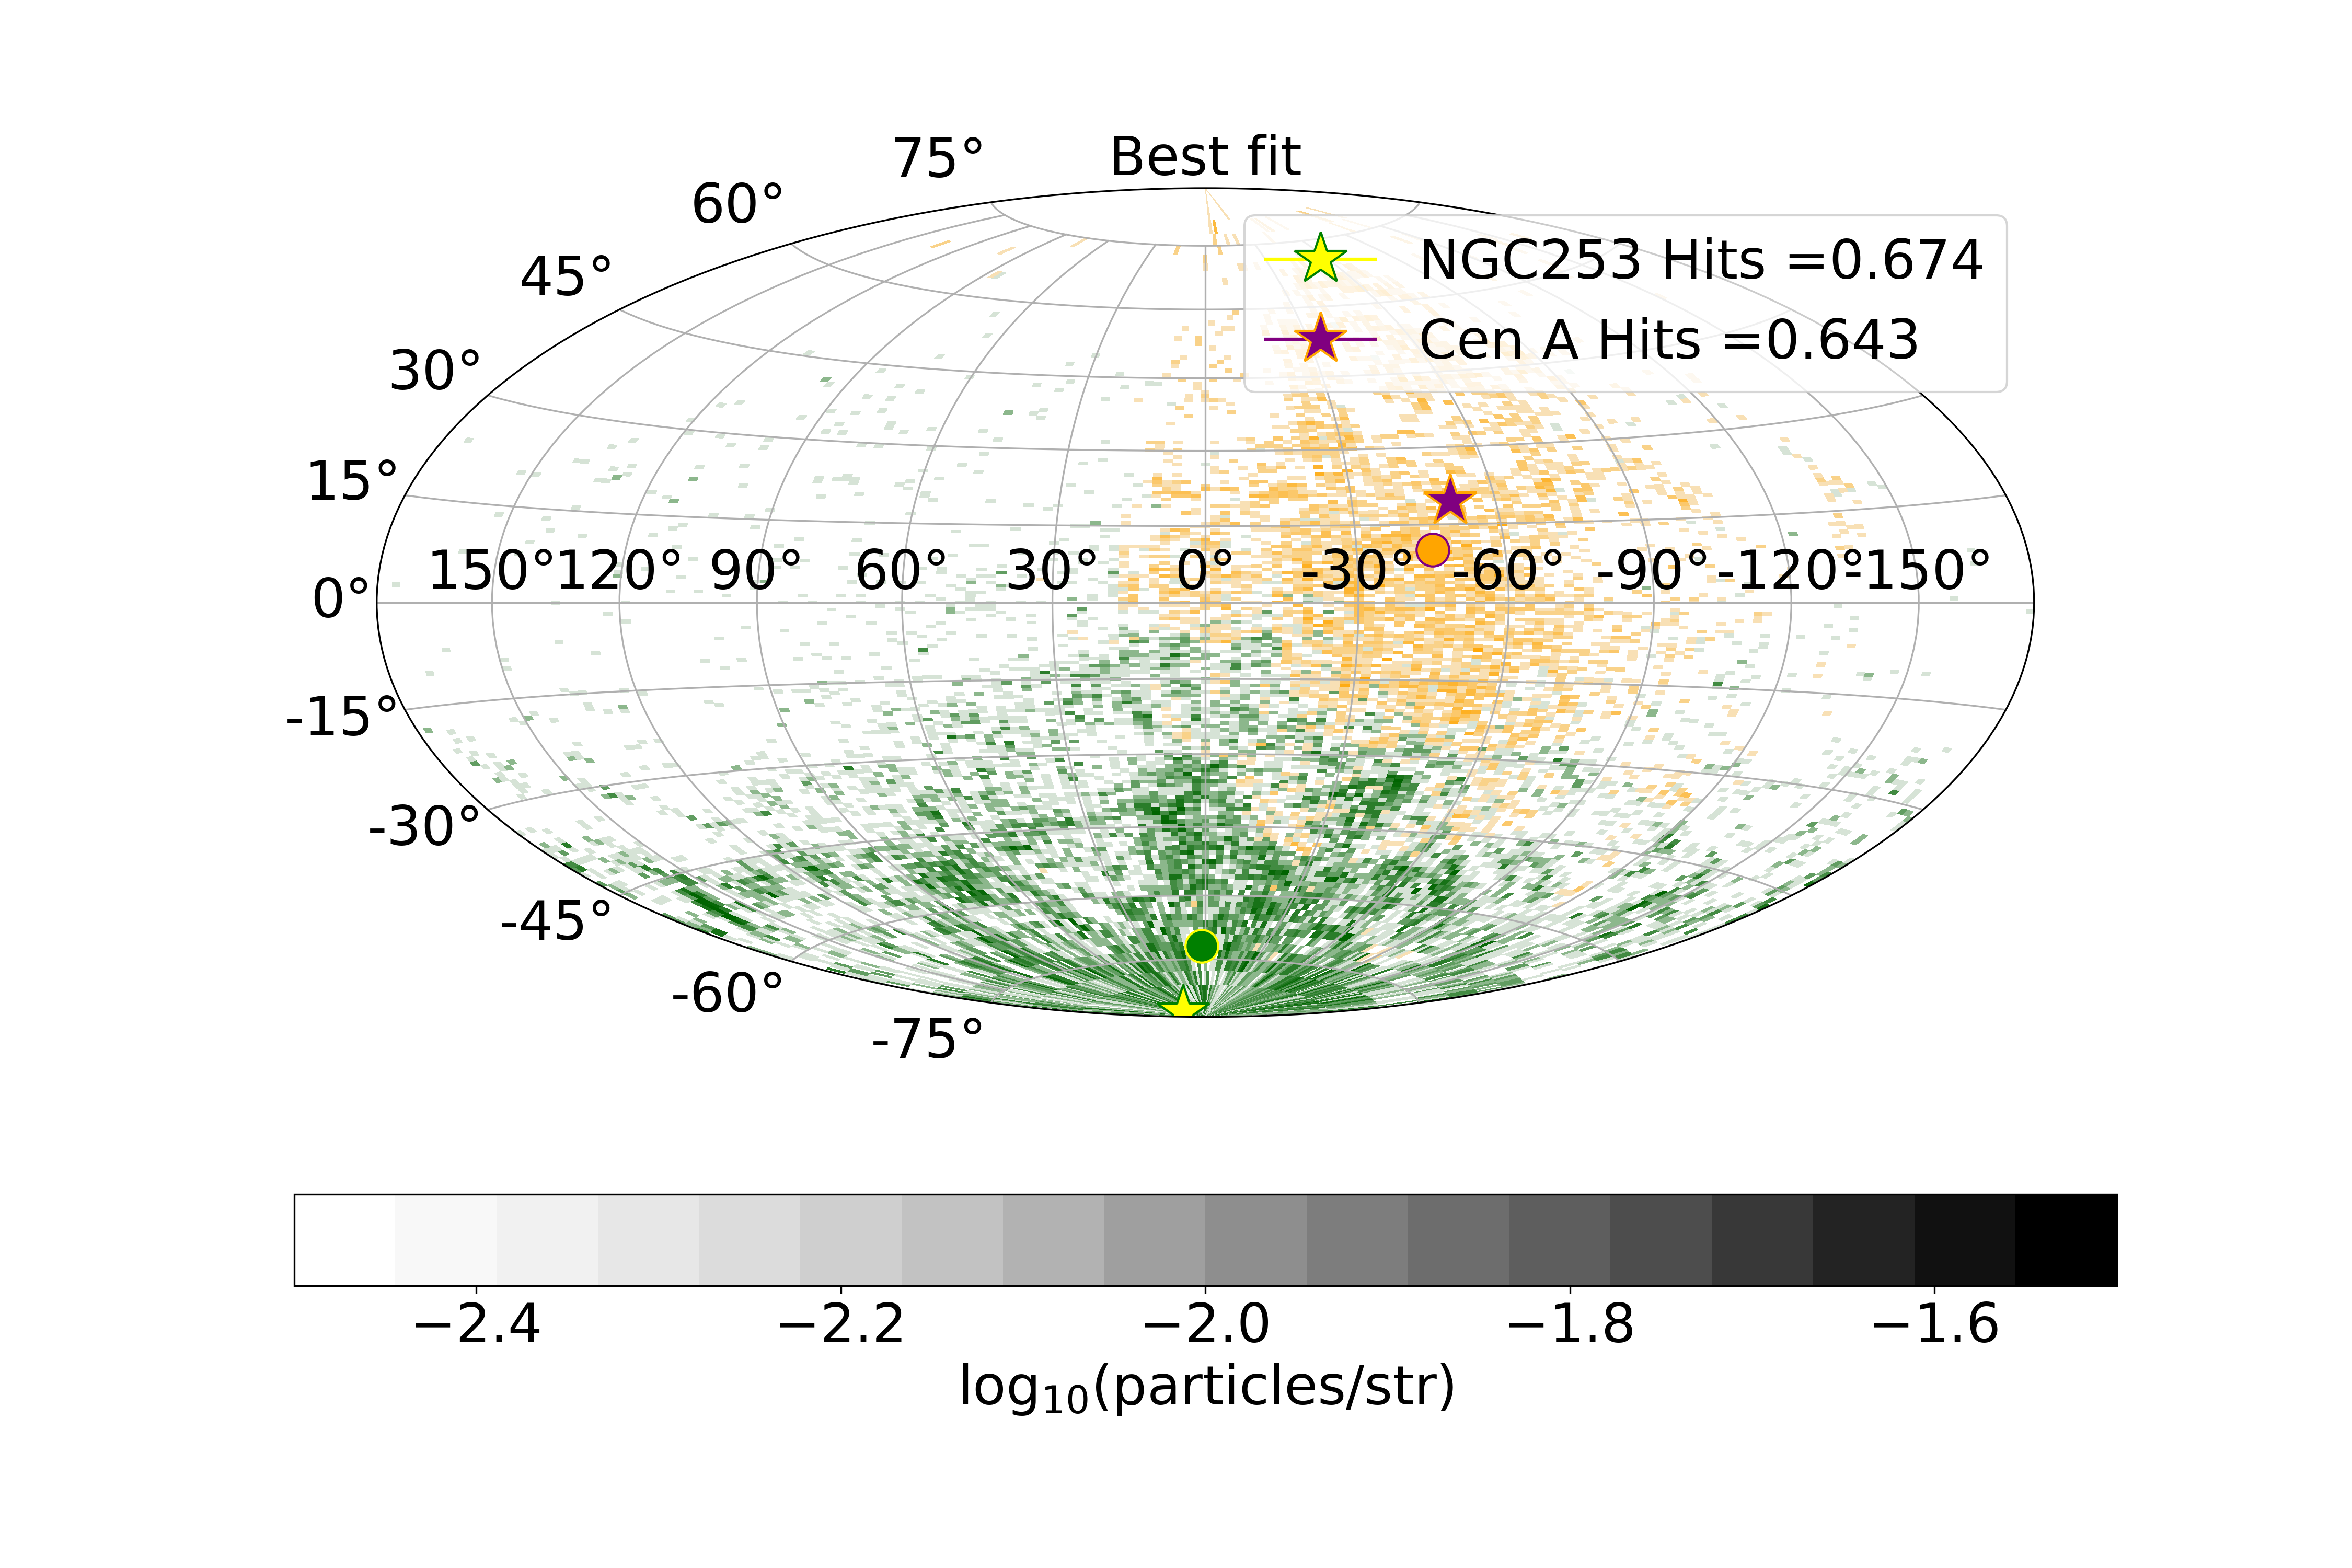 Best fit
75°
60°
45°
30°
15°
0°
-15°
-30°
-45°
-60°
-75°
150° 120° 90° 60° 30° 0° -30° -60° -90° -120° -150°
NGC253 Hits =0.674
Cen A Hits =0.643
−2.4 −2.2 −2.0 −1.8 −1.6
log₁₀(particles/str)